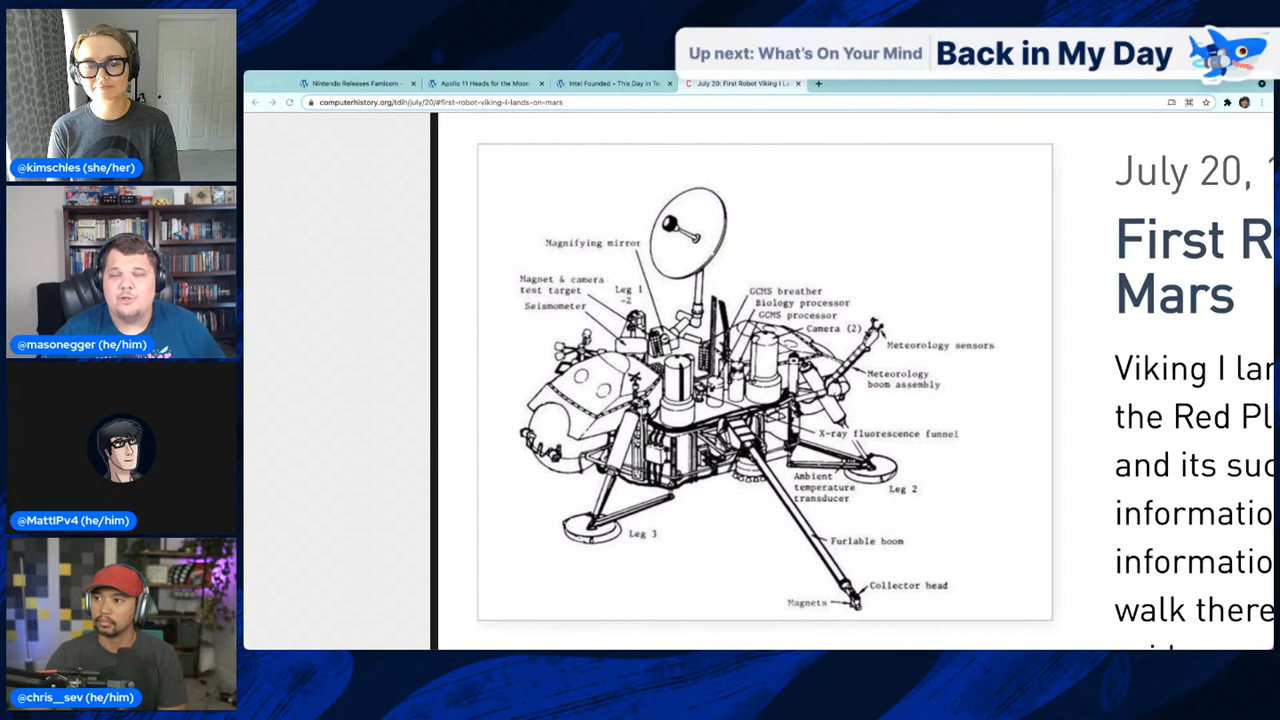 Up next: What's On Your Mind
Back in My Day
Nintendo Releases Famicom -
Apollo 11 Heads for the Moon
Intel Founded – This Day in Te
July 20: First Robot Viking I L
computerhistory.org/tdih/july/20/#first-robot-viking-i-lands-on-mars
@kimschles (she/her)
@masonegger (he/him)
@MattIPv4 (he/him)
@chris__sev (he/him)
Magnifying mirror
Magnet & camera
test target
Leg 1
-2
Seismometer
GCMS breather
Biology processor
GCMS processor
Camera (2)
Meteorology sensors
Meteorology
boom assembly
X-ray fluorescence funnel
Ambient
temperature
transducer
Leg 2
Leg 3
Furlable boom
Collector head
Magnets
July 20,
First R
Mars
Viking I lan
the Red Pl
and its suc
informatio
informatio
walk there